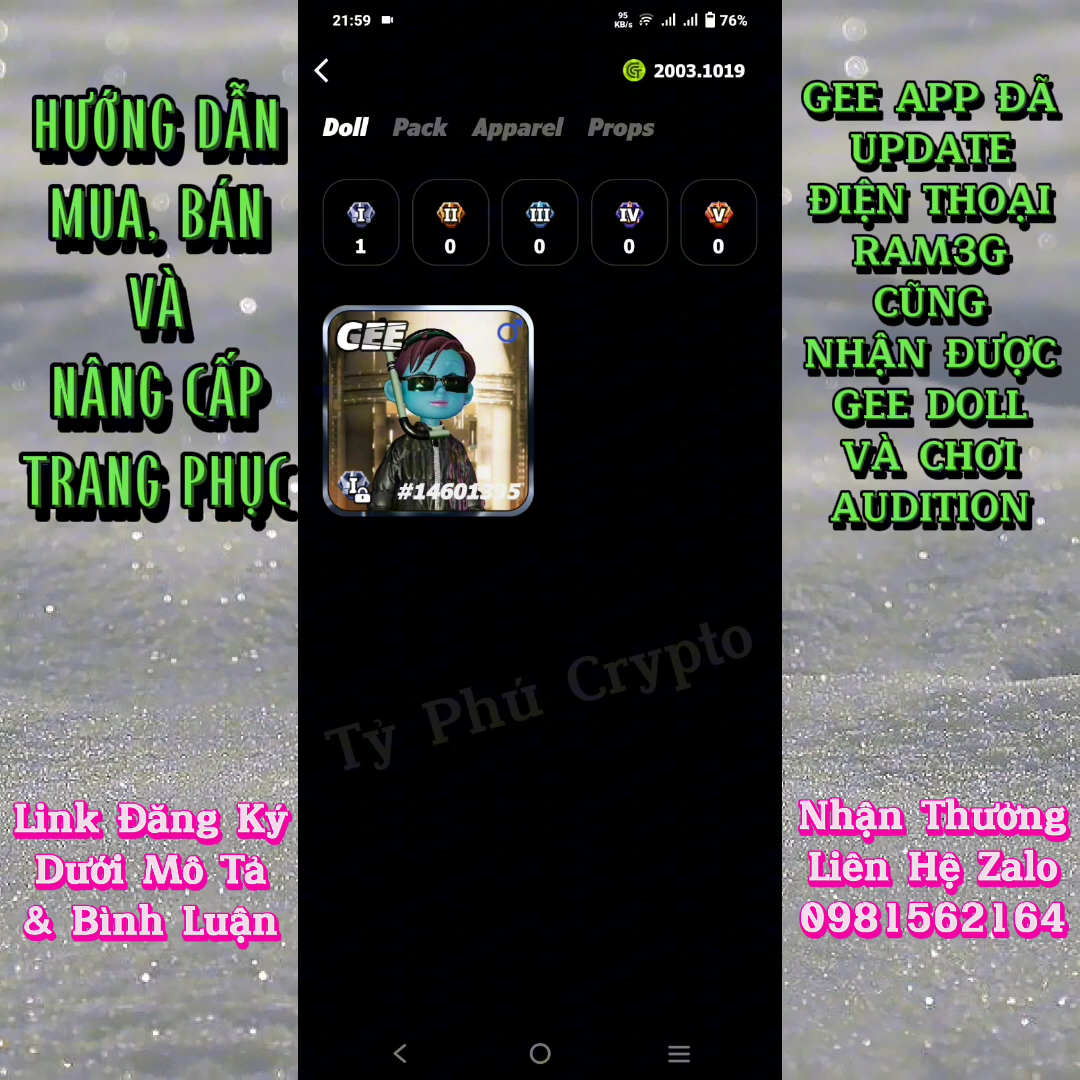 HƯỚNG DẪN
MUA, BÁN
VÀ
NÂNG CẤP
TRANG PHỤC
Link Đăng Ký
Dưới Mô Tả
& Bình Luận
21:59
95
KB/s
76%
2003.1019
Doll Pack Apparel Props
I II III IV V
1 0 0 0 0
GEE
I
#14601395
Tỷ Phú Crypto
GEE APP ĐÃ
UPDATE
ĐIỆN THOẠI
RAM3G
CŨNG
NHẬN ĐƯỢC
GEE DOLL
VÀ CHƠI
AUDITION
Nhận Thưởng
Liên Hệ Zalo
0981562164